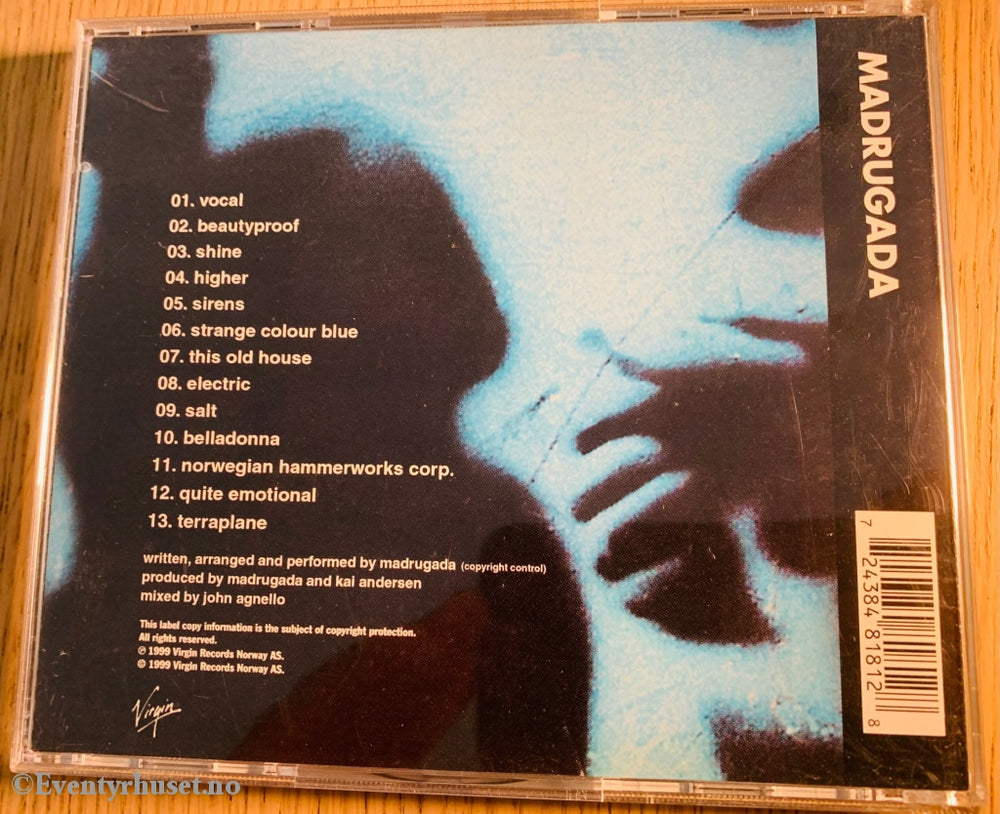 MADRUGADA
01. vocal
02. beautyproof
03. shine
04. higher
05. sirens
06. strange colour blue
07. this old house
08. electric
09. salt
10. belladonna
11. norwegian hammerworks corp.
12. quite emotional
13. terraplane
written, arranged and performed by madrugada (copyright control)
produced by madrugada and kai andersen
mixed by john agnello
This label copy information is the subject of copyright protection.
All rights reserved.
℗ 1999 Virgin Records Norway AS.
© 1999 Virgin Records Norway AS.
Virgin
7 24384 81812 8
©Eventyrhuset.no